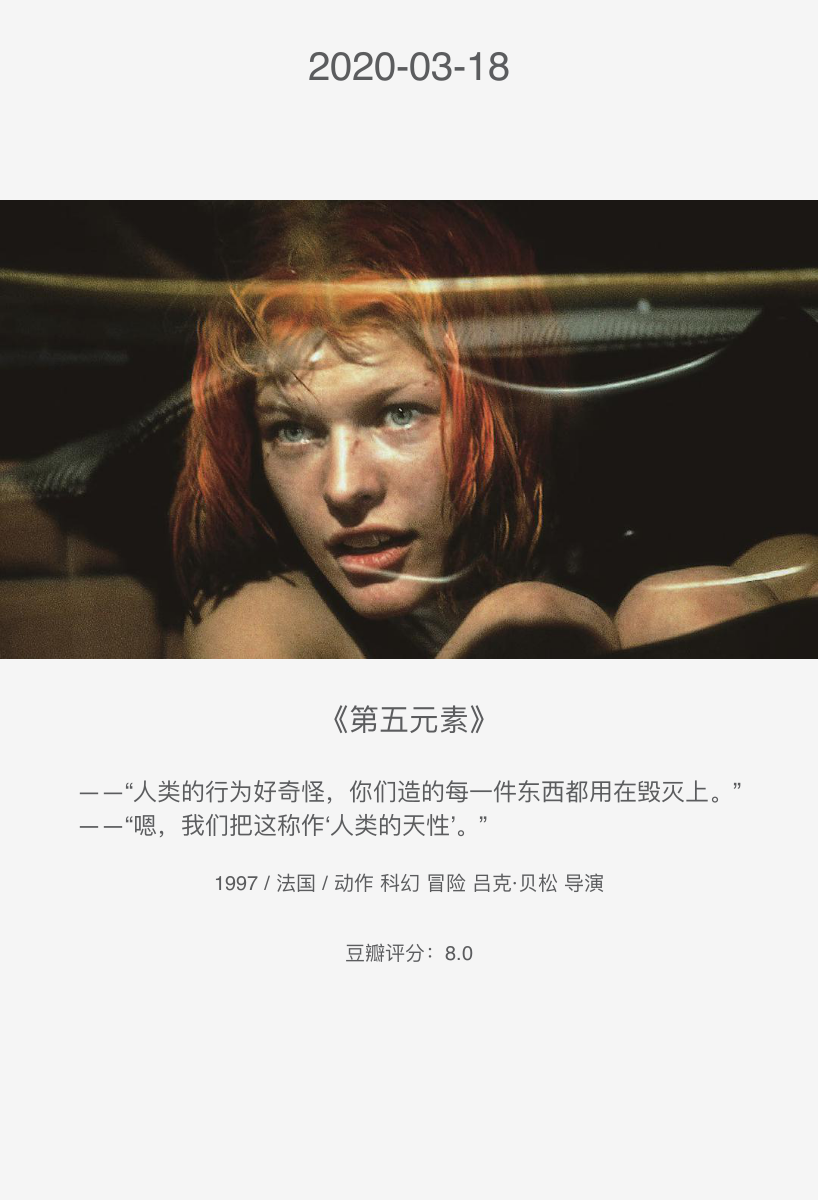 2020-03-18
《第五元素》
——“人类的行为好奇怪，你们造的每一件东西都用在毁灭上。”
——“嗯，我们把这称作‘人类的天性’。”
1997 / 法国 / 动作 科幻 冒险 吕克·贝松 导演
豆瓣评分：8.0